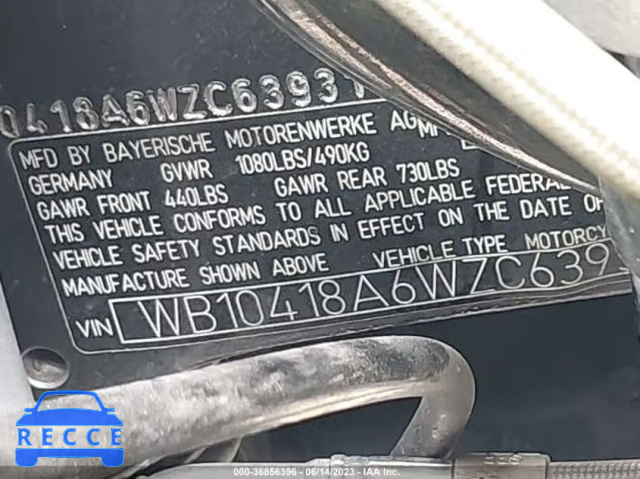 0418A6WZC63931
MFD BY BAYERISCHE MOTORENWERKE AG
GERMANY GVWR 1080LBS/490KG
GAWR FRONT 440LBS GAWR REAR 730LBS
THIS VEHICLE CONFORMS TO ALL APPLICABLE FEDERAL
VEHICLE SAFETY STANDARDS IN EFFECT ON THE DATE OF
MANUFACTURE SHOWN ABOVE VEHICLE TYPE MOTORCY
VIN WB10418A6WZC6393
RECCE
000-36856396 - 06/14/2023 - IAA Inc.